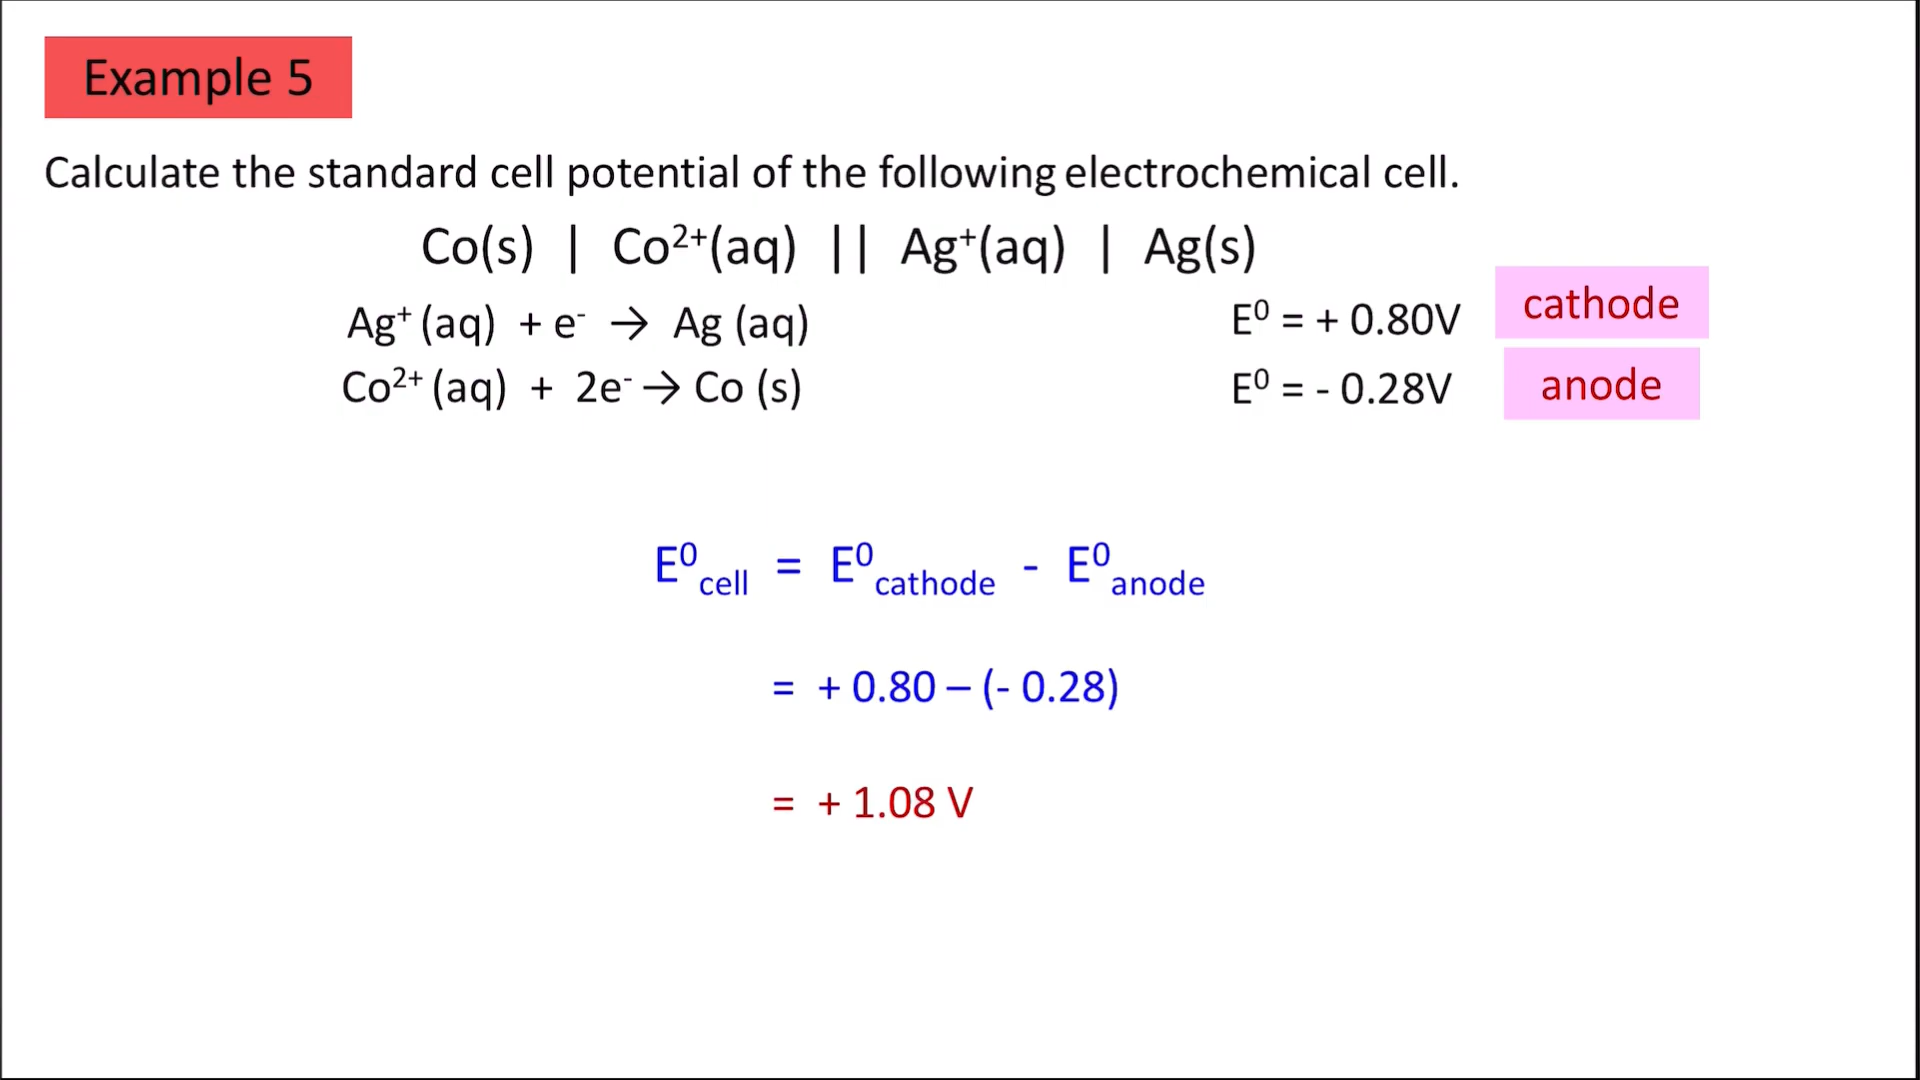 Example 5
Calculate the standard cell potential of the following electrochemical cell.
Co(s) | Co²⁺(aq) || Ag⁺(aq) | Ag(s)
Ag⁺ (aq) + e⁻ → Ag (aq) E⁰ = + 0.80V cathode
Co²⁺ (aq) + 2e⁻ → Co (s) E⁰ = - 0.28V anode
E⁰cell = E⁰cathode - E⁰anode
= + 0.80 – (- 0.28)
= + 1.08 V